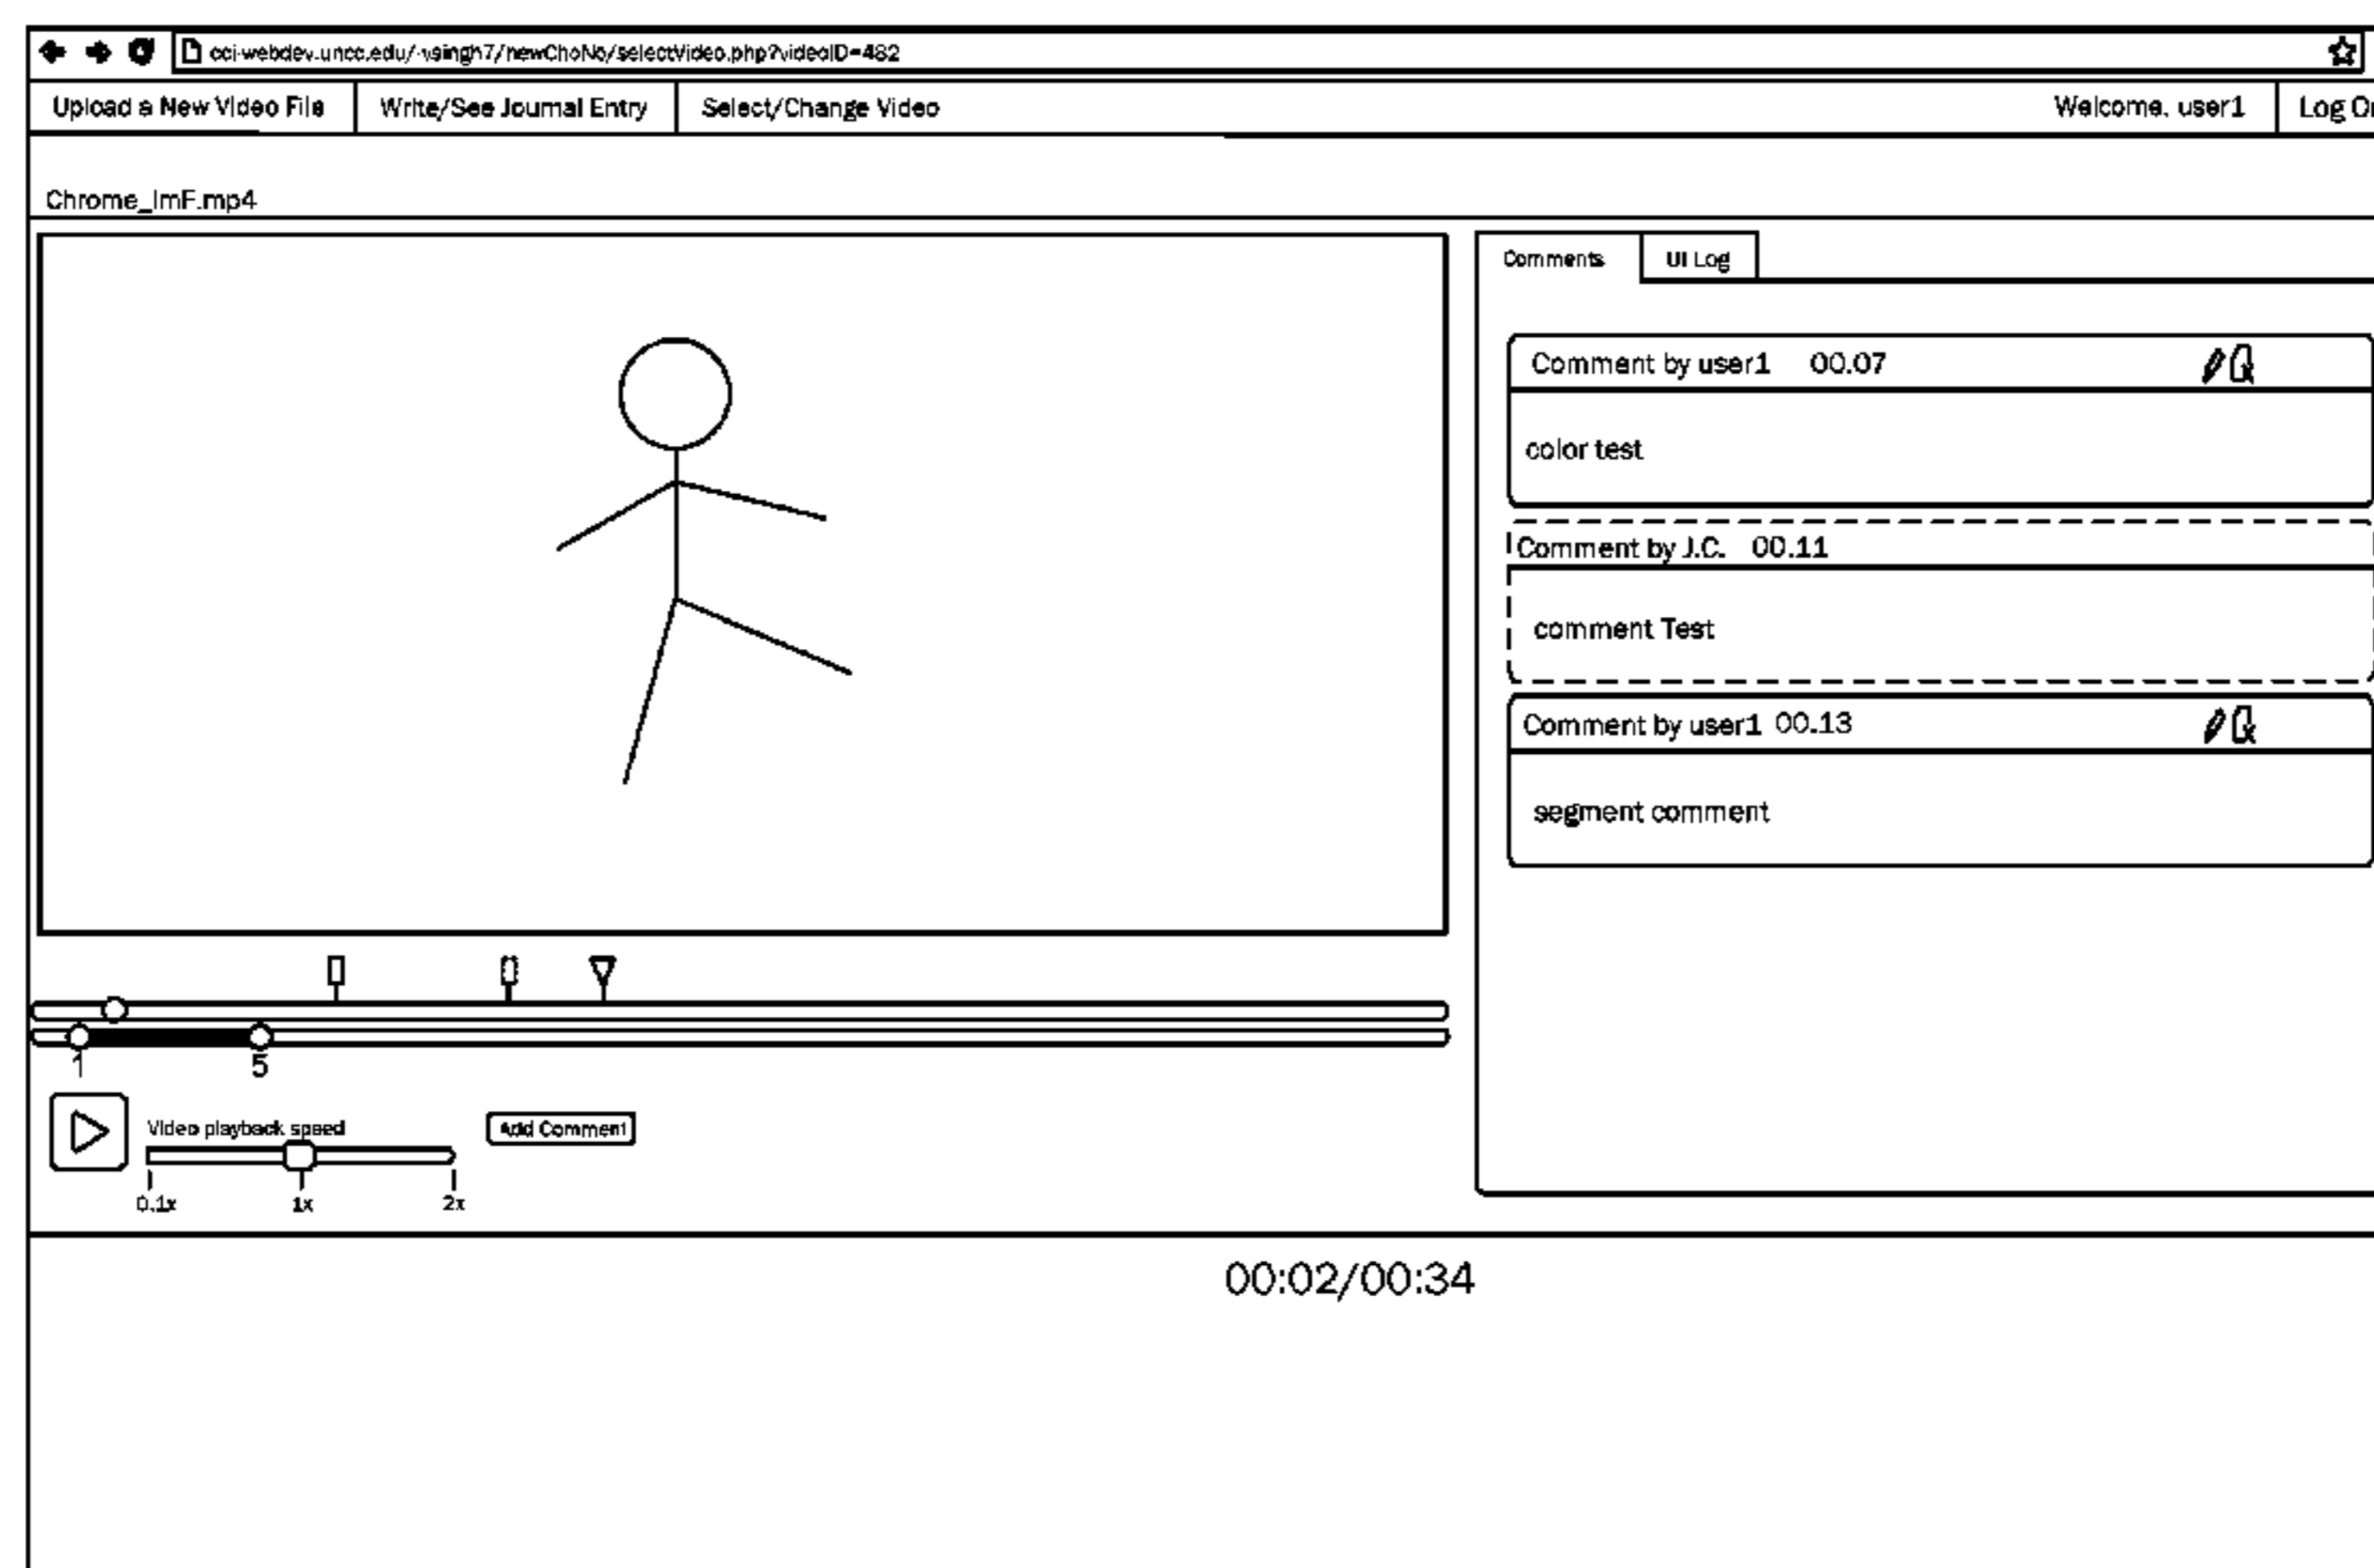 cci-webdev.uncc.edu/~vsingh7/newChoNo/selectVideo.php?videoID=482
Upload a New Video File Write/See Journal Entry Select/Change Video Welcome, user1 Log
Chrome_ImF.mp4
Comments UI Log
Comment by user1 00.07
color test
Comment by J.C. 00.11
comment Test
Comment by user1 00.13
segment comment
1 5
Video playback speed Add Comment
0.1x 1x 2x
00:02/00:34